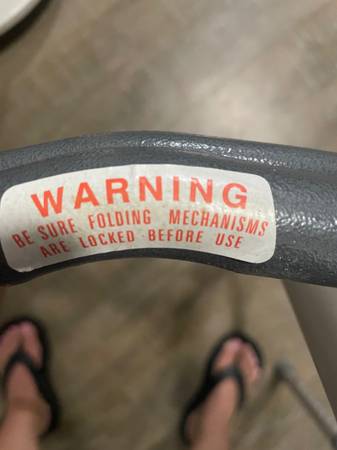 WARNING
BE SURE FOLDING MECHANISMS
ARE LOCKED BEFORE USE